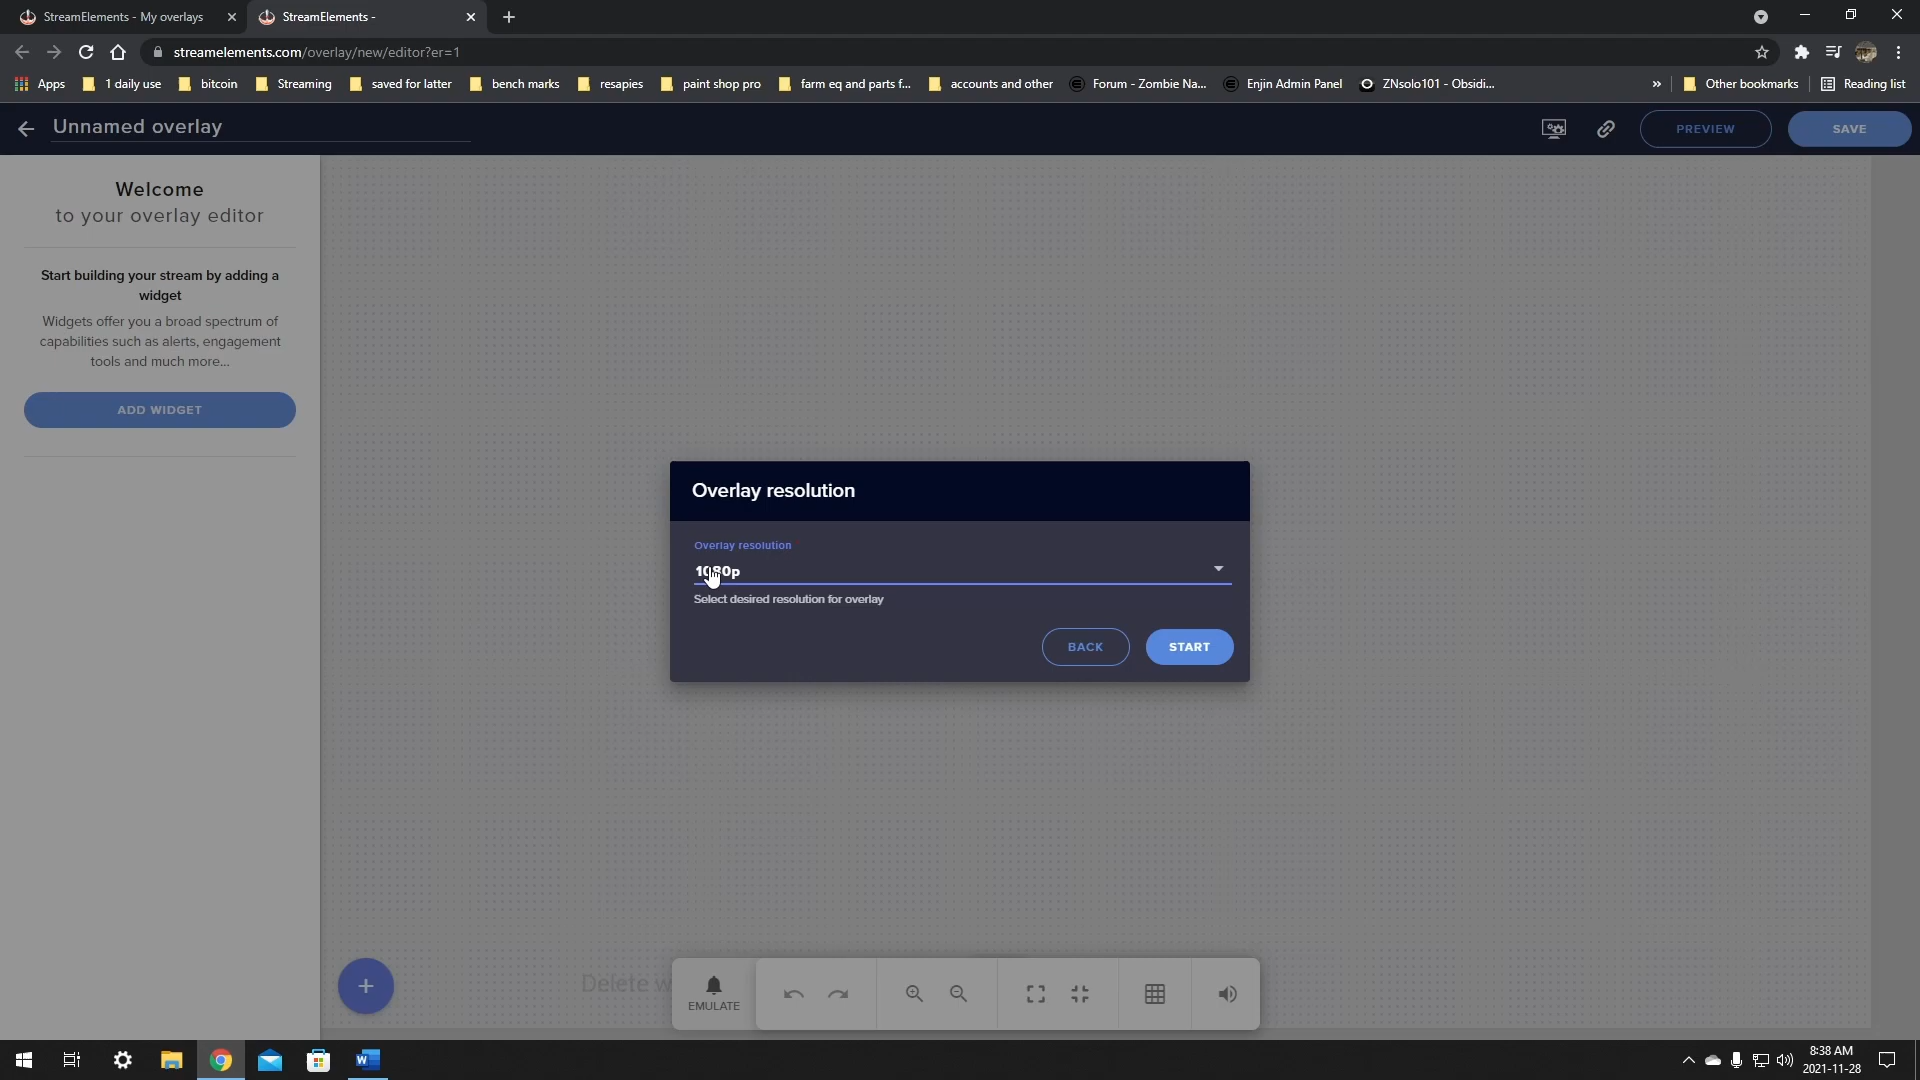 StreamElements - My overlays
StreamElements -
streamelements.com/overlay/new/editor?er=1
Apps
1 daily use
bitcoin
Streaming
saved for latter
bench marks
resapies
paint shop pro
farm eq and parts f...
accounts and other
Forum - Zombie Na...
Enjin Admin Panel
ZNsolo101 - Obsidi...
»
Other bookmarks
Reading list
Unnamed overlay
PREVIEW
SAVE
Welcome
to your overlay editor
Start building your stream by adding a
widget
Widgets offer you a broad spectrum of
capabilities such as alerts, engagement
tools and much more...
ADD WIDGET
Overlay resolution
Overlay resolution
1080p
Select desired resolution for overlay
BACK
START
Delete
EMULATE
8:38 AM
2021-11-28